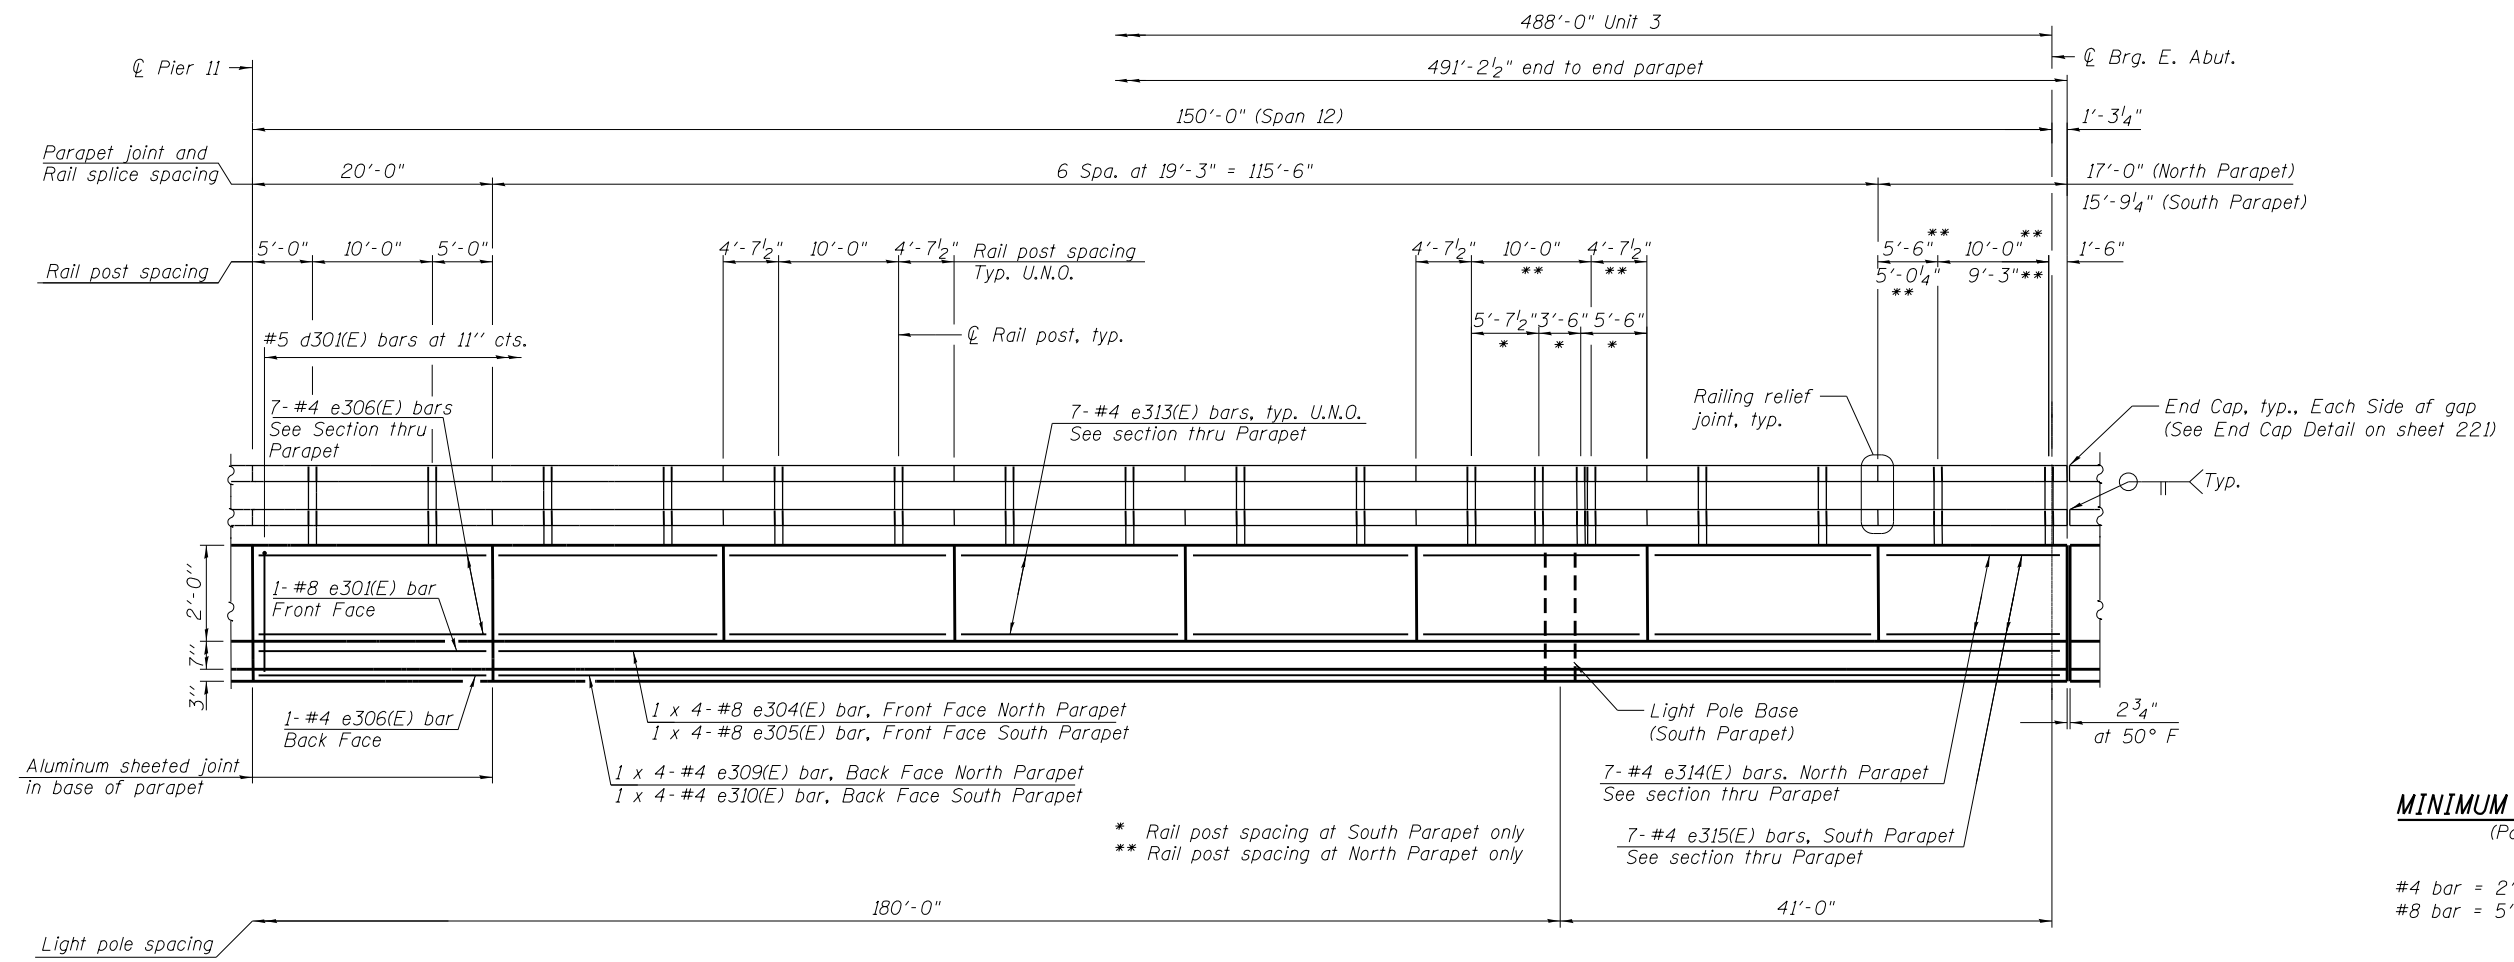 488'-0" Unit 3
℄ Pier 11
℄ Brg. E. Abut.
491'-2½" end to end parapet
150'-0" (Span 12)
1'-3¼"
Parapet joint and
Rail splice spacing
20'-0"
6 Spa. at 19'-3" = 115'-6"
17'-0" (North Parapet)
15'-9¼" (South Parapet)
Rail post spacing
5'-0"
10'-0"
5'-0"
4'-7½"
10'-0"
4'-7½"
Rail post spacing
Typ. U.N.O.
4'-7½"
10'-0"
**
4'-7½"
**
5'-6"
**
10'-0"
**
1'-6"
5'-0¼"
**
9'-3"**
#5 d301(E) bars at 11'' cts.
℄ Rail post, typ.
5'-7½"
*
3'-6"
*
5'-6"
*
7-#4 e306(E) bars
See Section thru
Parapet
7-#4 e313(E) bars, typ. U.N.O.
See section thru Parapet
Railing relief
joint, typ.
End Cap, typ., Each Side af gap
(See End Cap Detail on sheet 221)
Typ.
2'-0''
7''
3''
1-#8 e301(E) bar
Front Face
1-#4 e306(E) bar
Back Face
1 x 4-#8 e304(E) bar, Front Face North Parapet
1 x 4-#8 e305(E) bar, Front Face South Parapet
Light Pole Base
(South Parapet)
2¾"
at 50° F
Aluminum sheeted joint
in base of parapet
1 x 4-#4 e309(E) bar, Back Face North Parapet
1 x 4-#4 e310(E) bar, Back Face South Parapet
7-#4 e314(E) bars. North Parapet
See section thru Parapet
7-#4 e315(E) bars, South Parapet
See section thru Parapet
* Rail post spacing at South Parapet only
** Rail post spacing at North Parapet only
MINIMUM
#4 bar = 2'
#8 bar = 5'
180'-0"
41'-0"
Light pole spacing